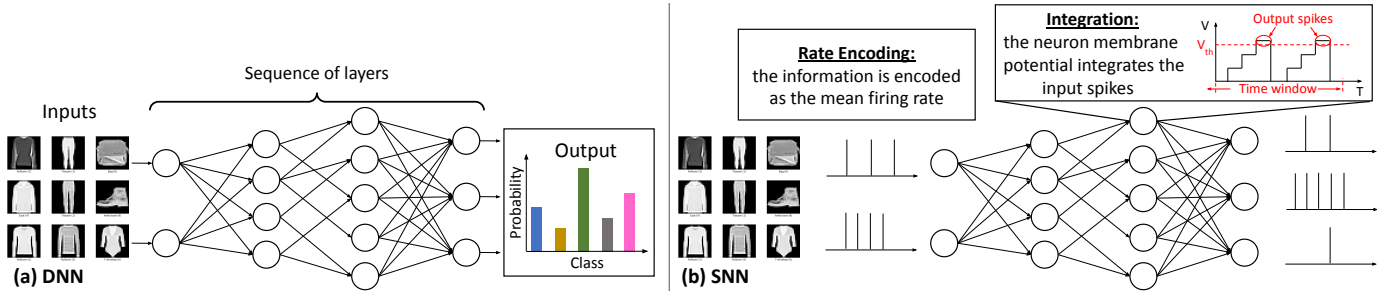 Sequence of layers
Inputs
Output
Probability
Class
(a) DNN
Rate Encoding:
the information is encoded
as the mean firing rate
Integration:
the neuron membrane
potential integrates the
input spikes
V
Output spikes
Vth
Time window
T
(b) SNN